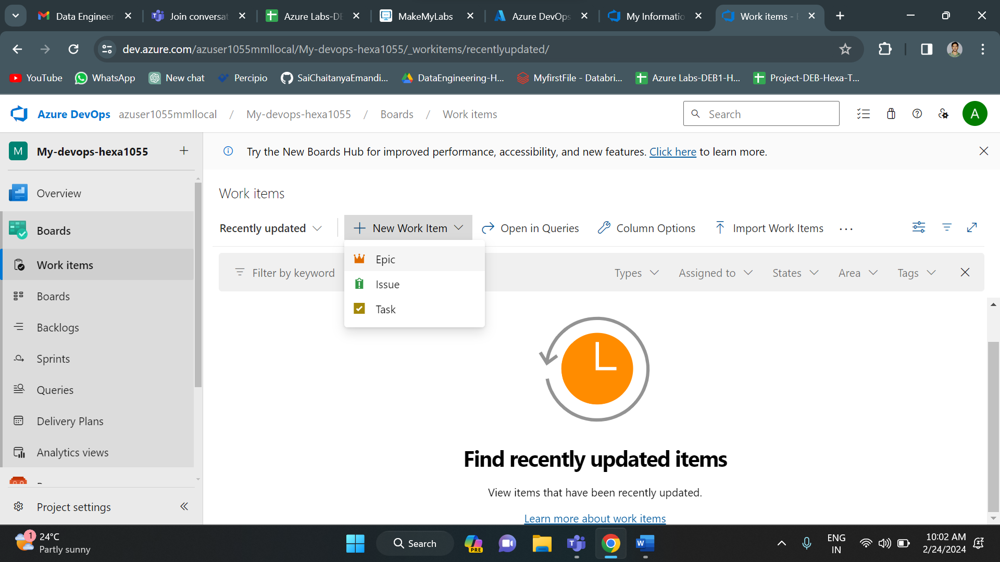 Data Engineer
Join conversat
Azure Labs-DE
MakeMyLabs
Azure DevOps
My Informatio
Work items -
dev.azure.com/azuser1055mmllocal/My-devops-hexa1055/_workitems/recentlyupdated/
YouTube
WhatsApp
New chat
Percipio
SaiChaitanyaEmandi...
DataEngineering-H...
MyfirstFile - Databri...
Azure Labs-DEB1-H...
Project-DEB-Hexa-T...
Azure DevOps azuser1055mmllocal / My-devops-hexa1055 / Boards / Work items
Search
A
M My-devops-hexa1055
Try the New Boards Hub for improved performance, accessibility, and new features. Click here to learn more.
Overview
Boards
Work items
Boards
Backlogs
Sprints
Queries
Delivery Plans
Analytics views
Project settings
Work items
Recently updated
New Work Item
Open in Queries
Column Options
Import Work Items
Epic
Issue
Task
Filter by keyword
Types
Assigned to
States
Area
Tags
Find recently updated items
View items that have been recently updated.
Learn more about work items
1
24°C
Partly sunny
Search
PRE
ENG
IN
10:02 AM
2/24/2024